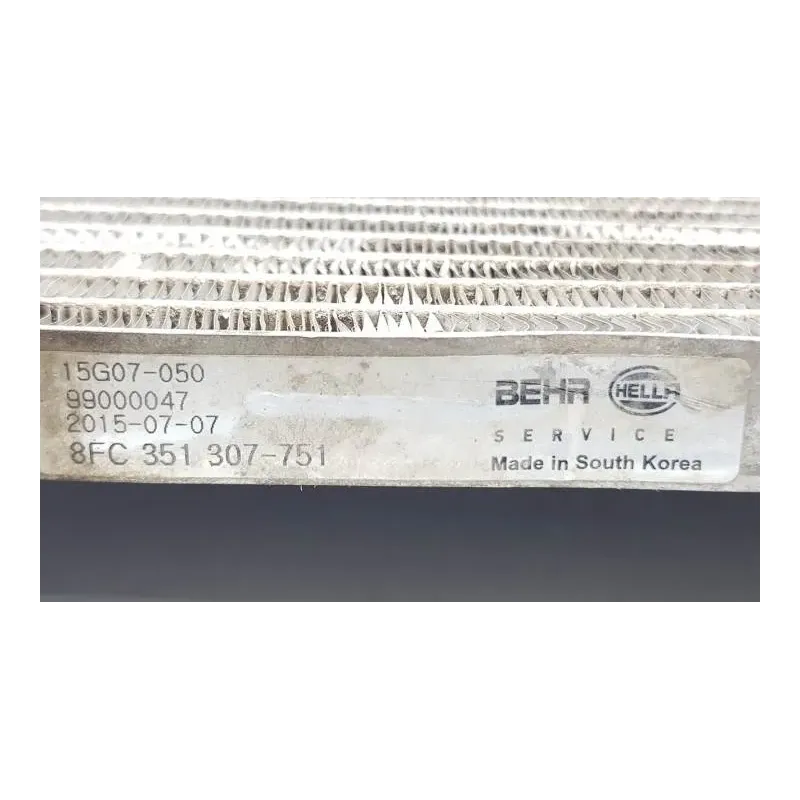 15G07-050
99000047
2015-07-07
8FC 351 307-751
BEHR HELLA
SERVICE
Made in South Korea